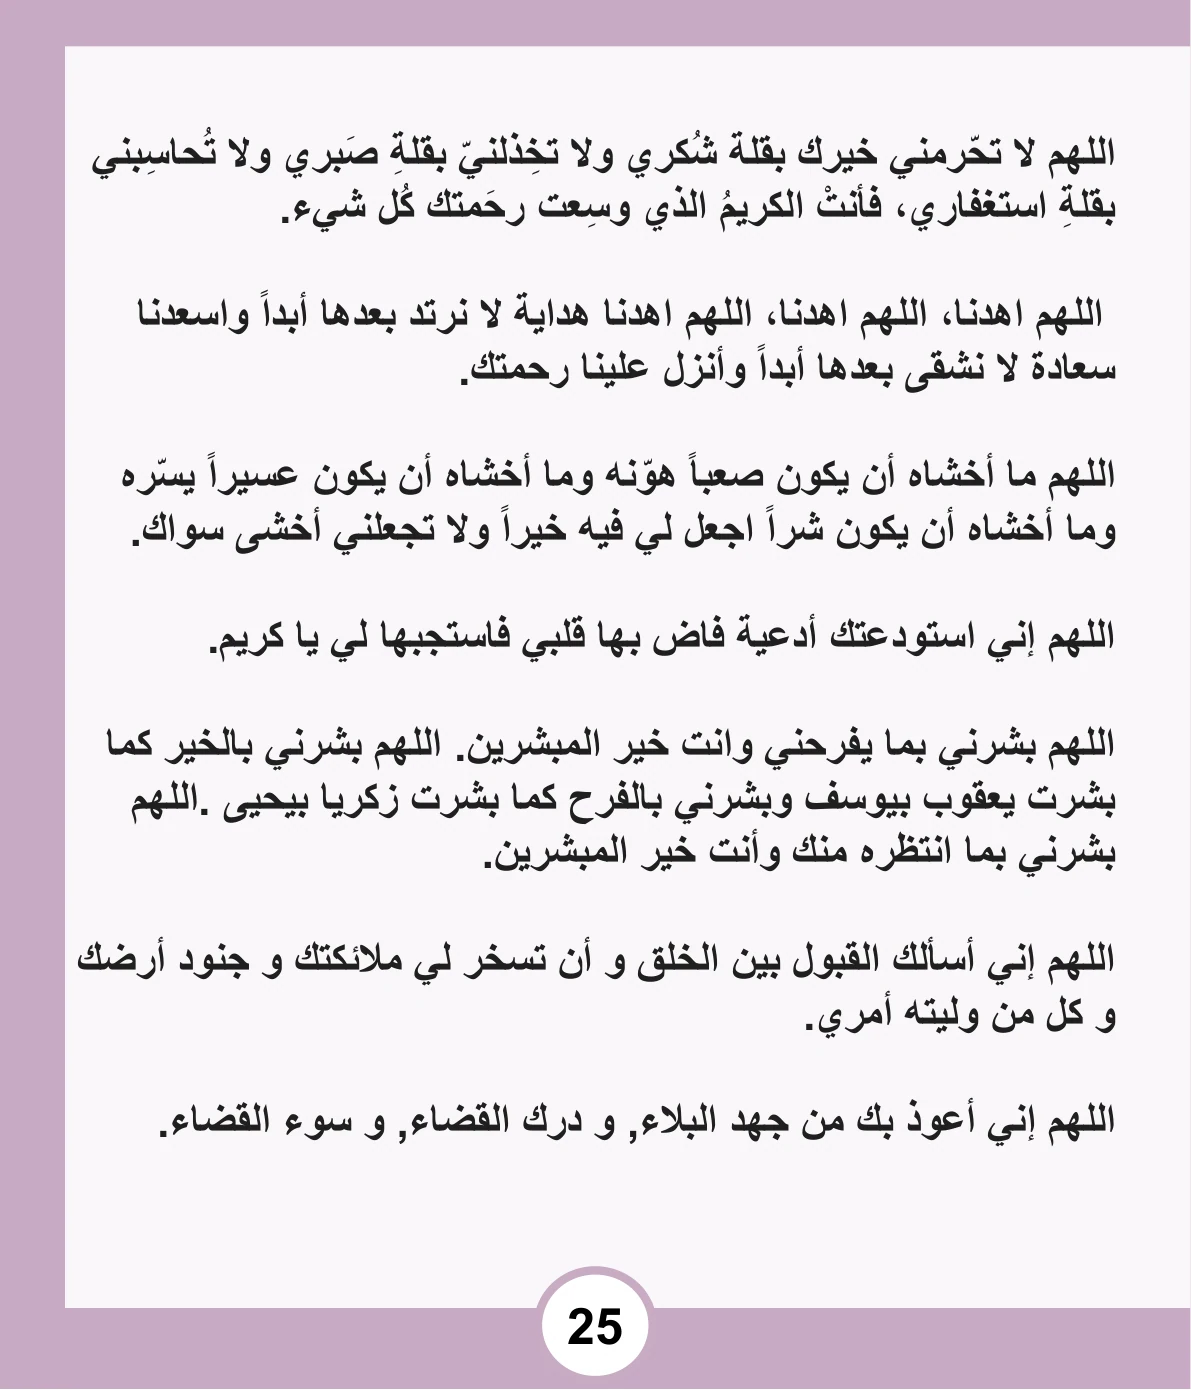 اللهم لا تحّرمني خيرك بقلة شُكري ولا تخِذلنيّ بقلةِ صَبري ولا تُحاسِبني
بقلةِ استغفاري، فأنتْ الكريمُ الذي وسِعت رحَمتك كُل شيء.
اللهم اهدنا، اللهم اهدنا، اللهم اهدنا هداية لا نرتد بعدها أبداً واسعدنا
سعادة لا نشقى بعدها أبداً وأنزل علينا رحمتك.
اللهم ما أخشاه أن يكون صعباً هوّنه وما أخشاه أن يكون عسيراً يسّره
وما أخشاه أن يكون شراً اجعل لي فيه خيراً ولا تجعلني أخشى سواك.
اللهم إني استودعتك أدعية فاض بها قلبي فاستجبها لي يا كريم.
اللهم بشرني بما يفرحني وانت خير المبشرين. اللهم بشرني بالخير كما
بشرت يعقوب بيوسف وبشرني بالفرح كما بشرت زكريا بيحيى .اللهم
بشرني بما انتظره منك وأنت خير المبشرين.
اللهم إني أسألك القبول بين الخلق و أن تسخر لي ملائكتك و جنود أرضك
و كل من وليته أمري.
اللهم إني أعوذ بك من جهد البلاء, و درك القضاء, و سوء القضاء.
25